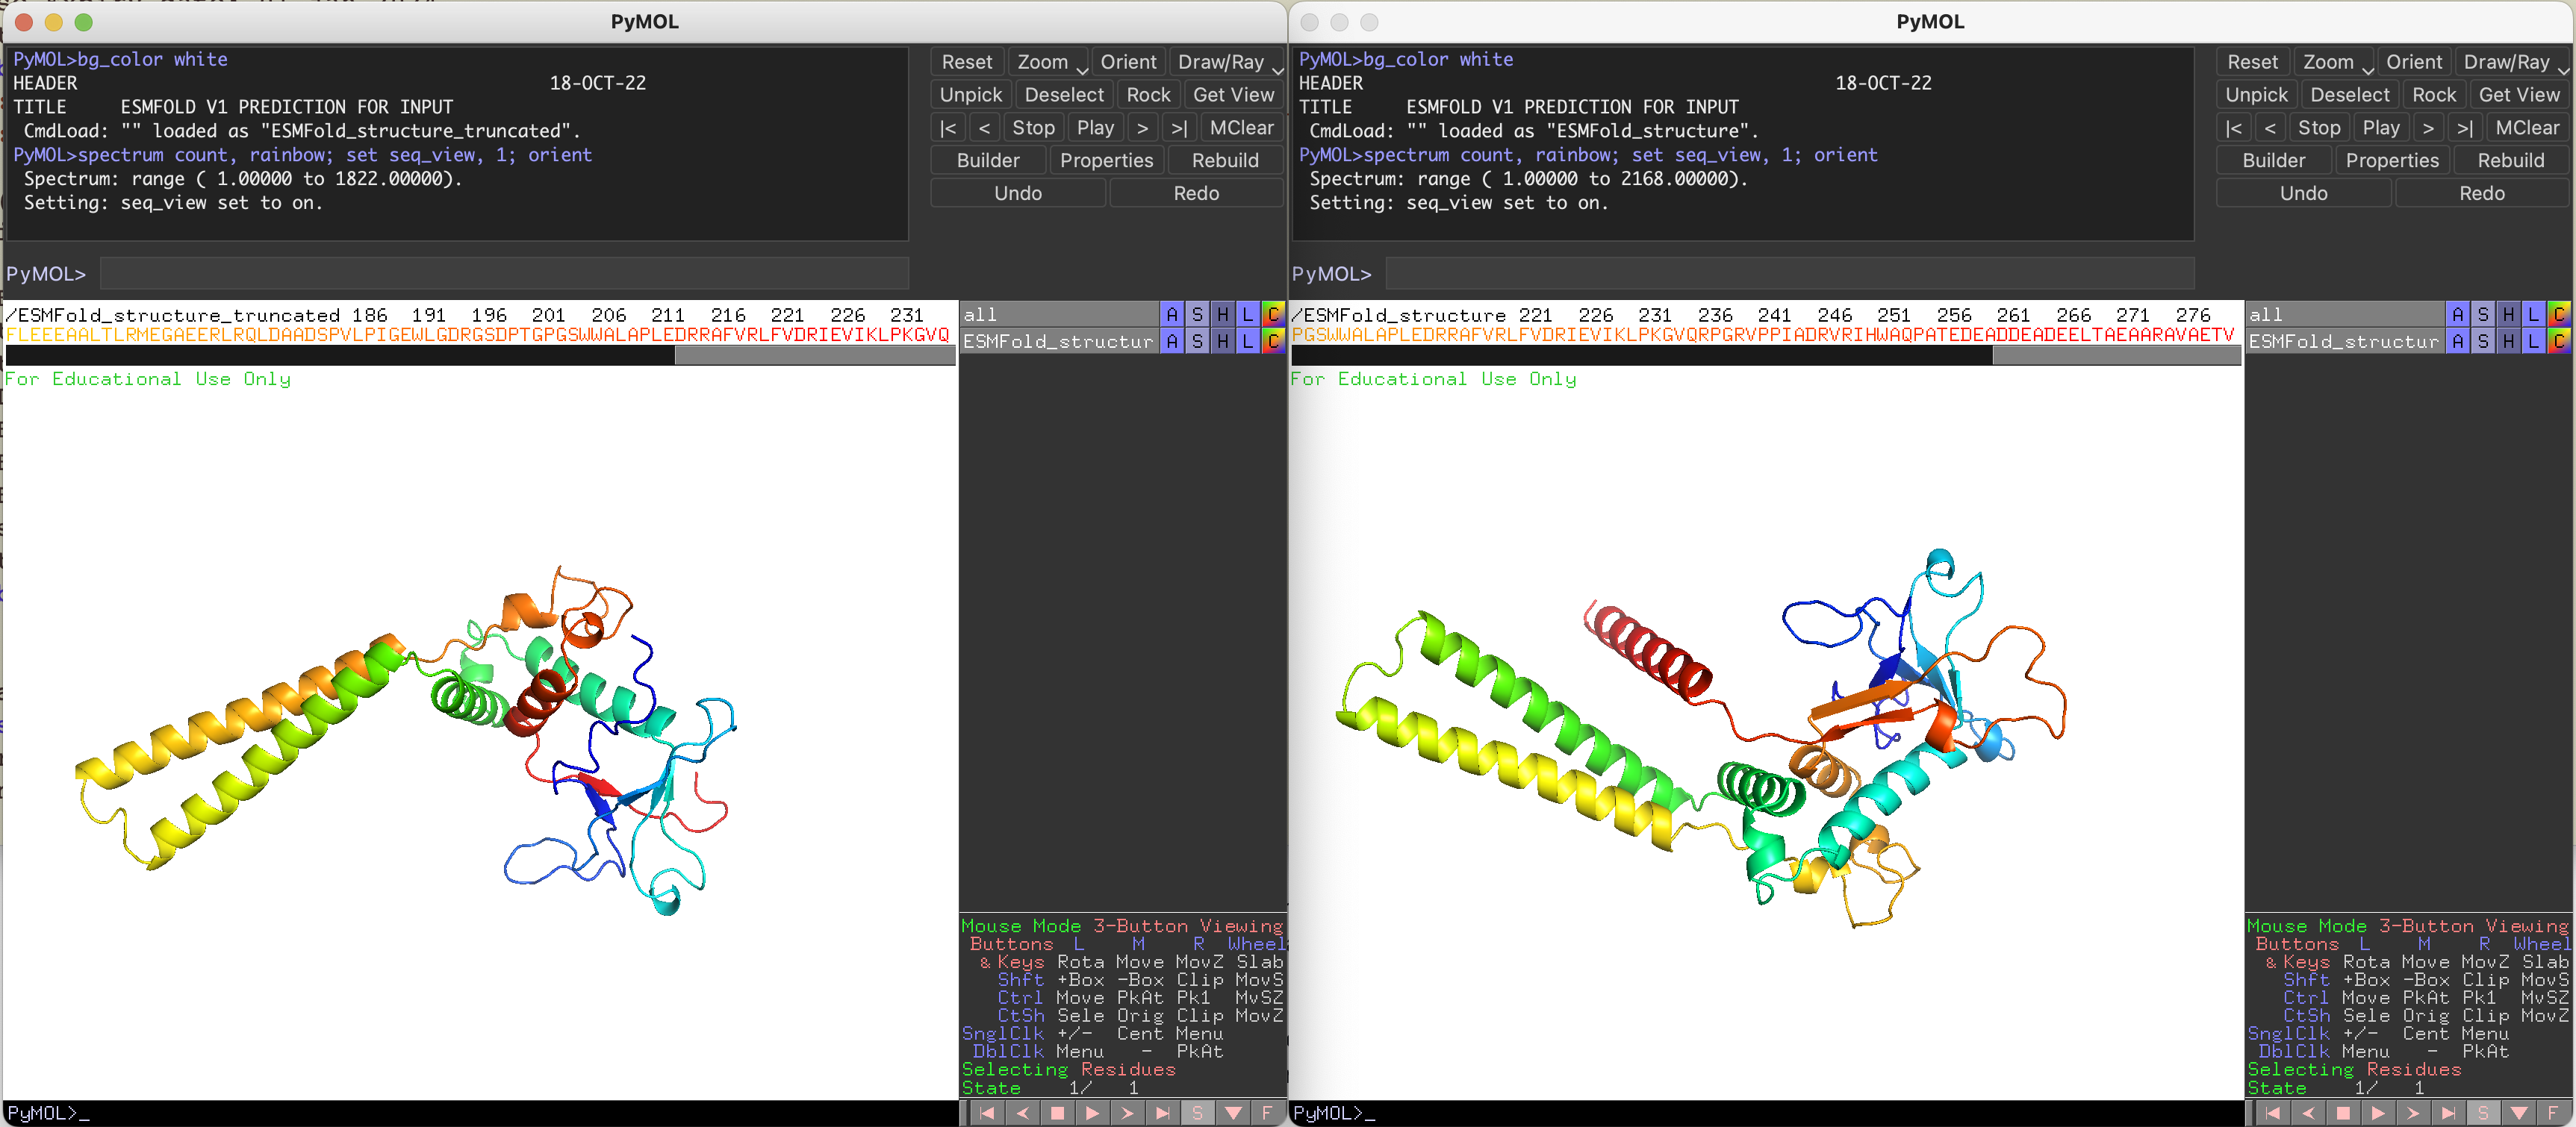 PyMOL
PyMOL>bg_color white
HEADER 18-OCT-22
TITLE ESMFOLD V1 PREDICTION FOR INPUT
CmdLoad: "" loaded as "ESMFold_structure_truncated".
PyMOL>spectrum count, rainbow; set seq_view, 1; orient
Spectrum: range ( 1.00000 to 1822.00000).
Setting: seq_view set to on.
Reset Zoom Orient Draw/Ray
Unpick Deselect Rock Get View
|< < Stop Play > >| MClear
Builder Properties Rebuild
Undo Redo
PyMOL>
/ESMFold_structure_truncated 186 191 196 201 206 211 216 221 226 231
FLEEEAALTLRMEGAEERLRQLDAADSPVLPIGEWLGDRGSDPTGPGSWWALAPLEDRRAFVRLFVDRIEVIKLPKGVQ
For Educational Use Only
all A S H L C
ESMFold_structur A S H L C
Mouse Mode 3-Button Viewing
Buttons L M R Wheel
& Keys Rota Move MovZ Slab
Shft +Box -Box Clip MovS
Ctrl Move PkAt Pk1 MvSZ
CtSh Sele Orig Clip MovZ
SnglClk +/- Cent Menu
DblClk Menu - PkAt
Selecting Residues
State 1/ 1
PyMOL>_
S F
PyMOL
PyMOL>bg_color white
HEADER 18-OCT-22
TITLE ESMFOLD V1 PREDICTION FOR INPUT
CmdLoad: "" loaded as "ESMFold_structure".
PyMOL>spectrum count, rainbow; set seq_view, 1; orient
Spectrum: range ( 1.00000 to 2168.00000).
Setting: seq_view set to on.
Reset Zoom Orient Draw/Ray
Unpick Deselect Rock Get View
|< < Stop Play > >| MClear
Builder Properties Rebuild
Undo Redo
PyMOL>
/ESMFold_structure 221 226 231 236 241 246 251 256 261 266 271 276
PGSWWALAPLEDRRAFVRLFVDRIEVIKLPKGVQRPGRVPPIADRVRIHWAQPATEDEADDEADEELTAEAARAVAETV
For Educational Use Only
all A S H L C
ESMFold_structur A S H L C
Mouse Mode 3-Button Viewing
Buttons L M R Wheel
& Keys Rota Move MovZ Slab
Shft +Box -Box Clip MovS
Ctrl Move PkAt Pk1 MvSZ
CtSh Sele Orig Clip MovZ
SnglClk +/- Cent Menu
DblClk Menu - PkAt
Selecting Residues
State 1/ 1
PyMOL>_
S F